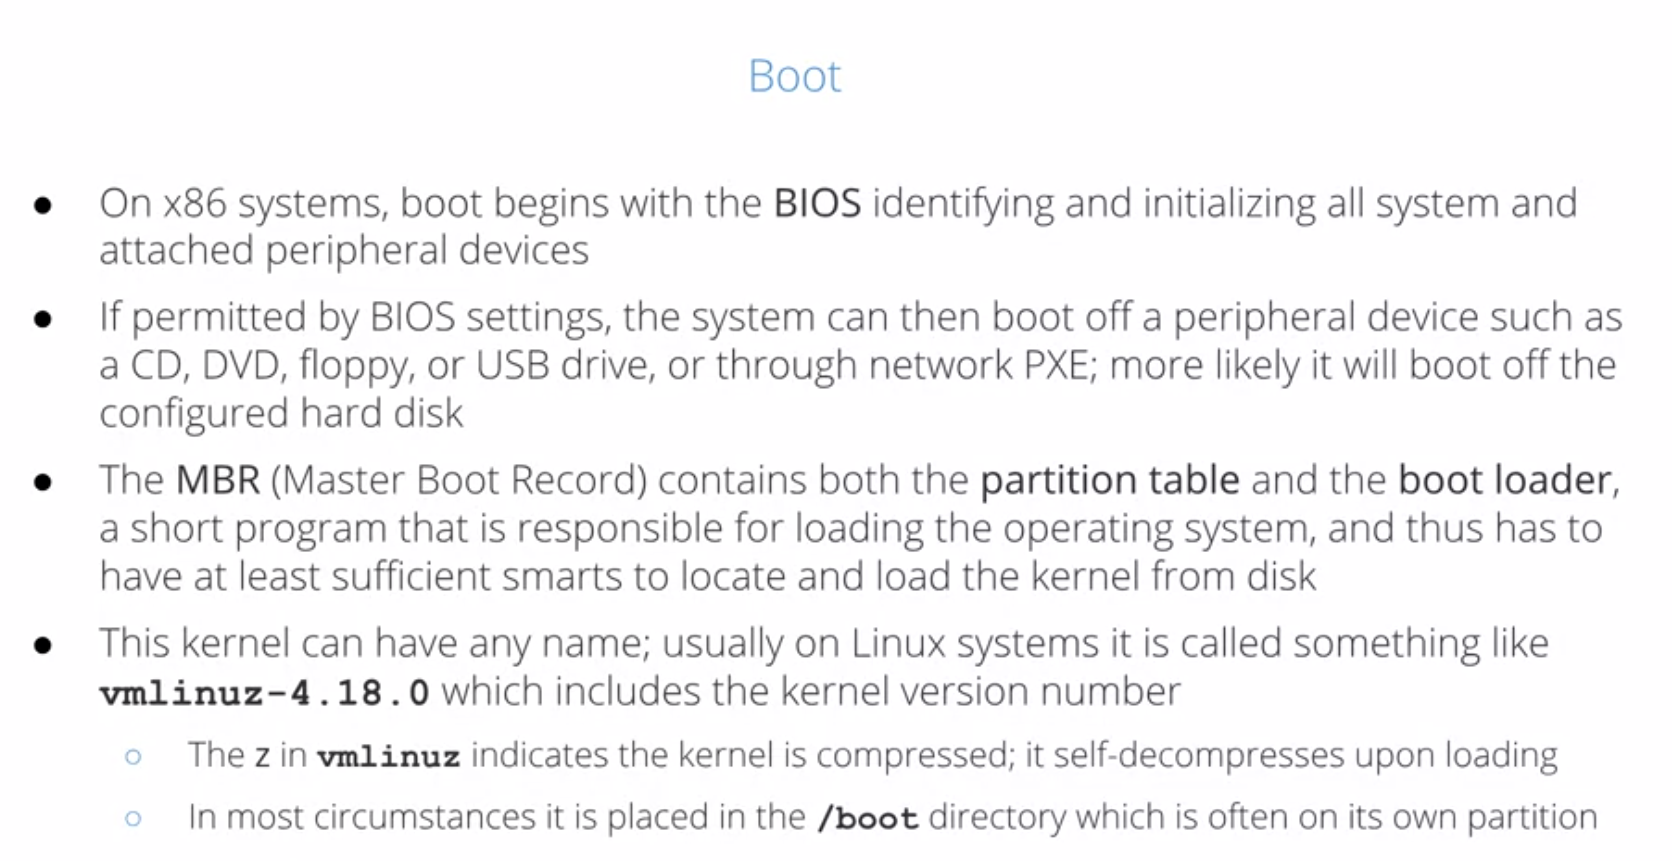 Boot
● On x86 systems, boot begins with the BIOS identifying and initializing all system and
attached peripheral devices
● If permitted by BIOS settings, the system can then boot off a peripheral device such as
a CD, DVD, floppy, or USB drive, or through network PXE; more likely it will boot off the
configured hard disk
● The MBR (Master Boot Record) contains both the partition table and the boot loader,
a short program that is responsible for loading the operating system, and thus has to
have at least sufficient smarts to locate and load the kernel from disk
● This kernel can have any name; usually on Linux systems it is called something like
vmlinuz-4.18.0 which includes the kernel version number
○ The z in vmlinuz indicates the kernel is compressed; it self-decompresses upon loading
○ In most circumstances it is placed in the /boot directory which is often on its own partition